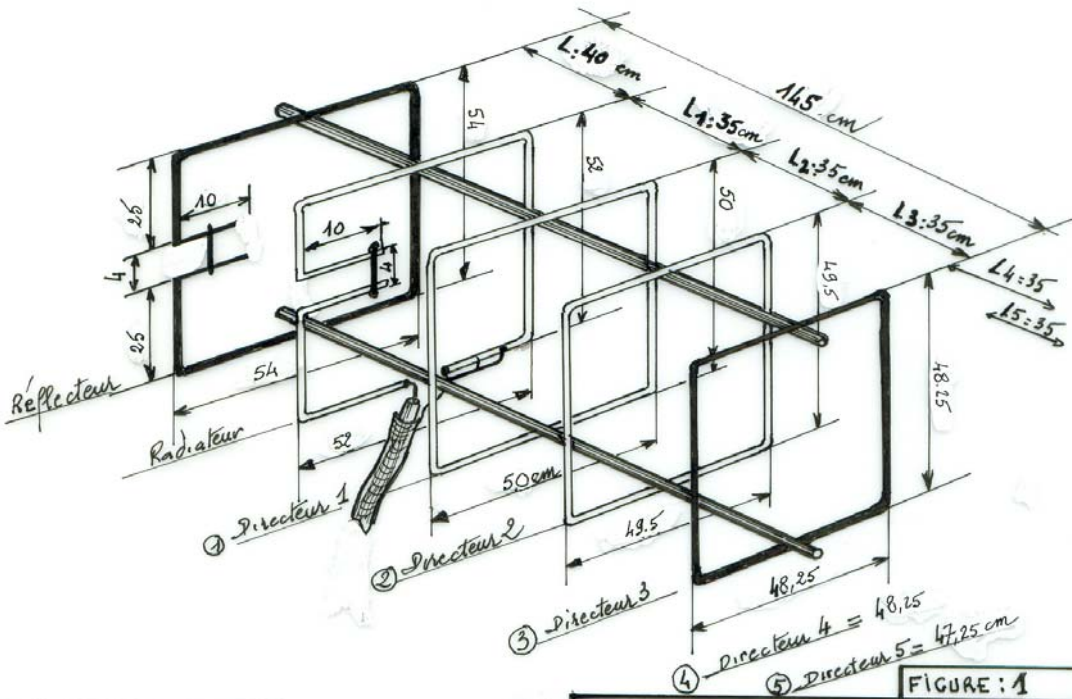 L:40 cm
L1:35cm
L2:35cm
L3:35cm
L4=35
L5=35
145 cm
54
52
50
49,5
48.25
10
25
4
25
10
4
54
52
50cm
49.5
48,25
Réflecteur
Radiateur
① Directeur 1
② Directeur 2
③ Directeur 3
④ Directeur 4 = 48,25
⑤ Directeur 5 = 47,25 cm
FIGURE : 1